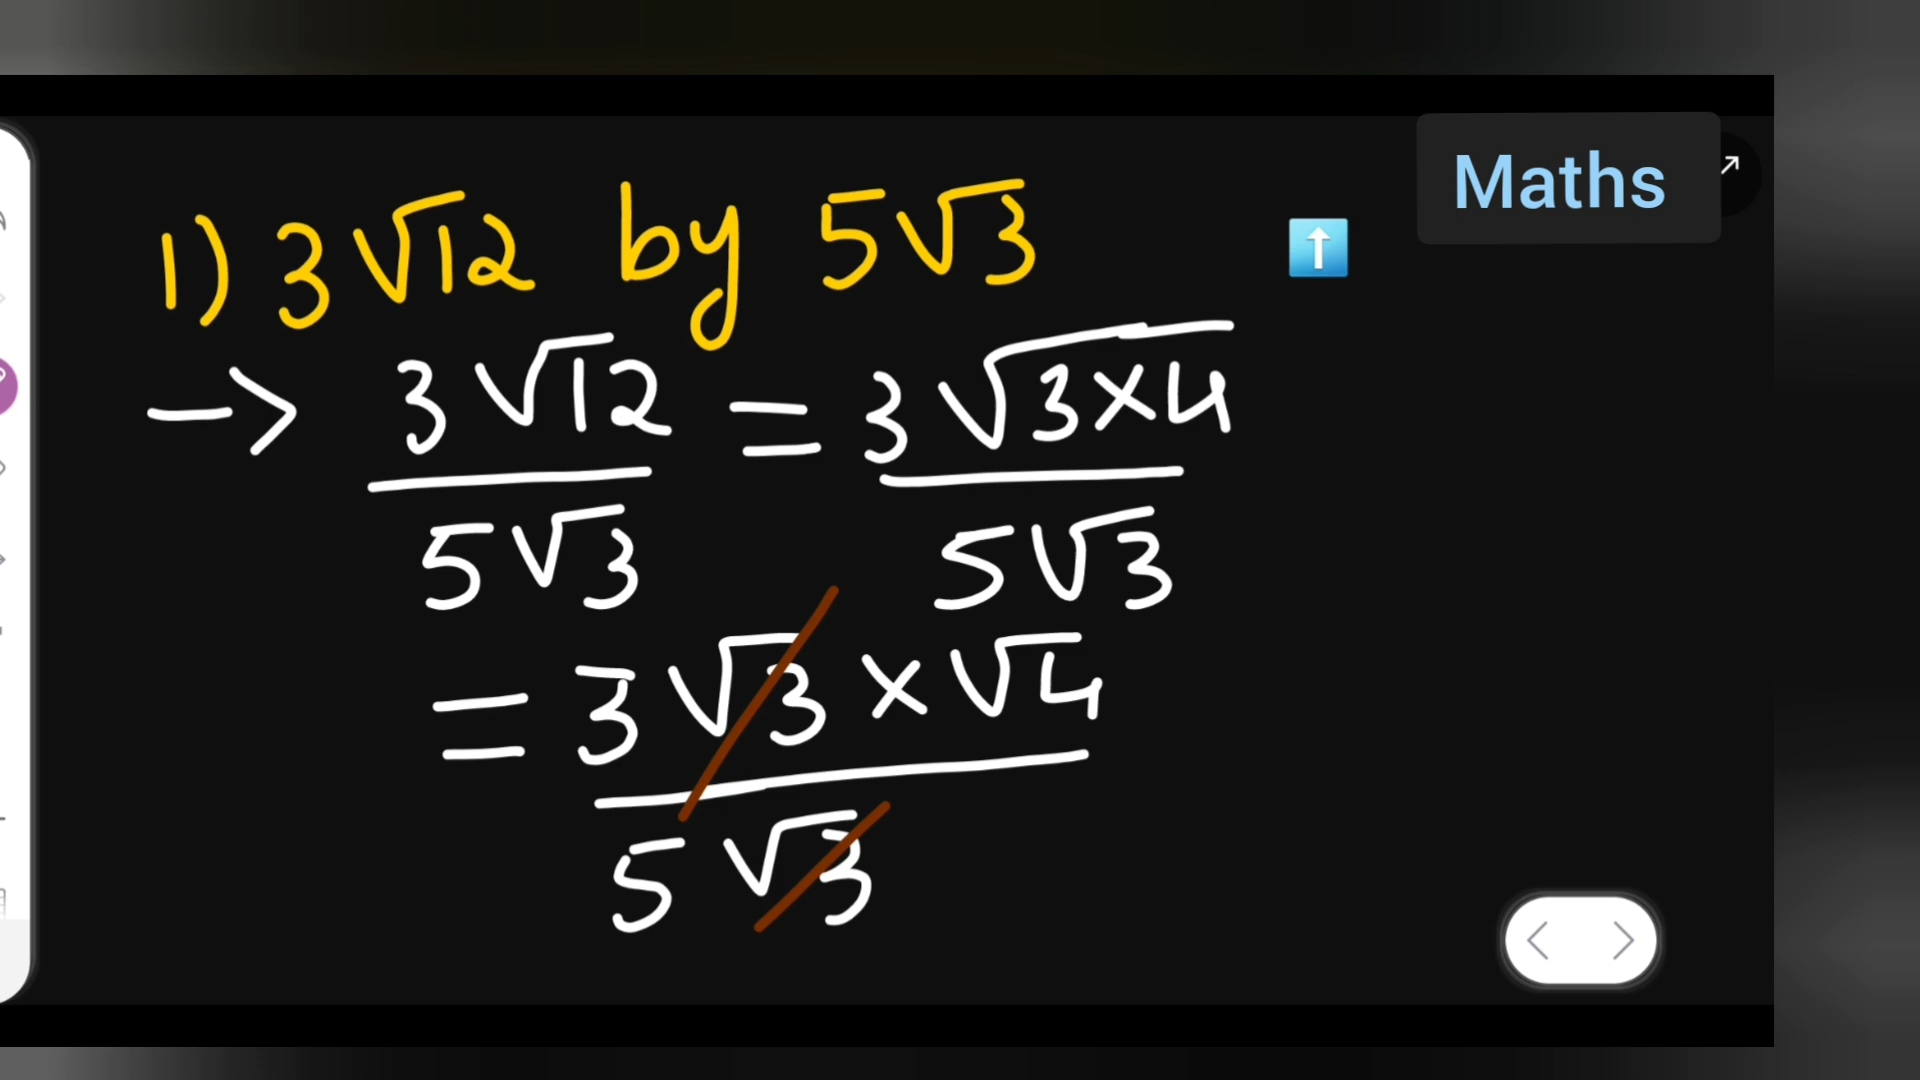 Maths
1) 3√12 by 5√3
→ 3√12 / 5√3 = 3√3×4 / 5√3
= 3√3 × √4 / 5√3